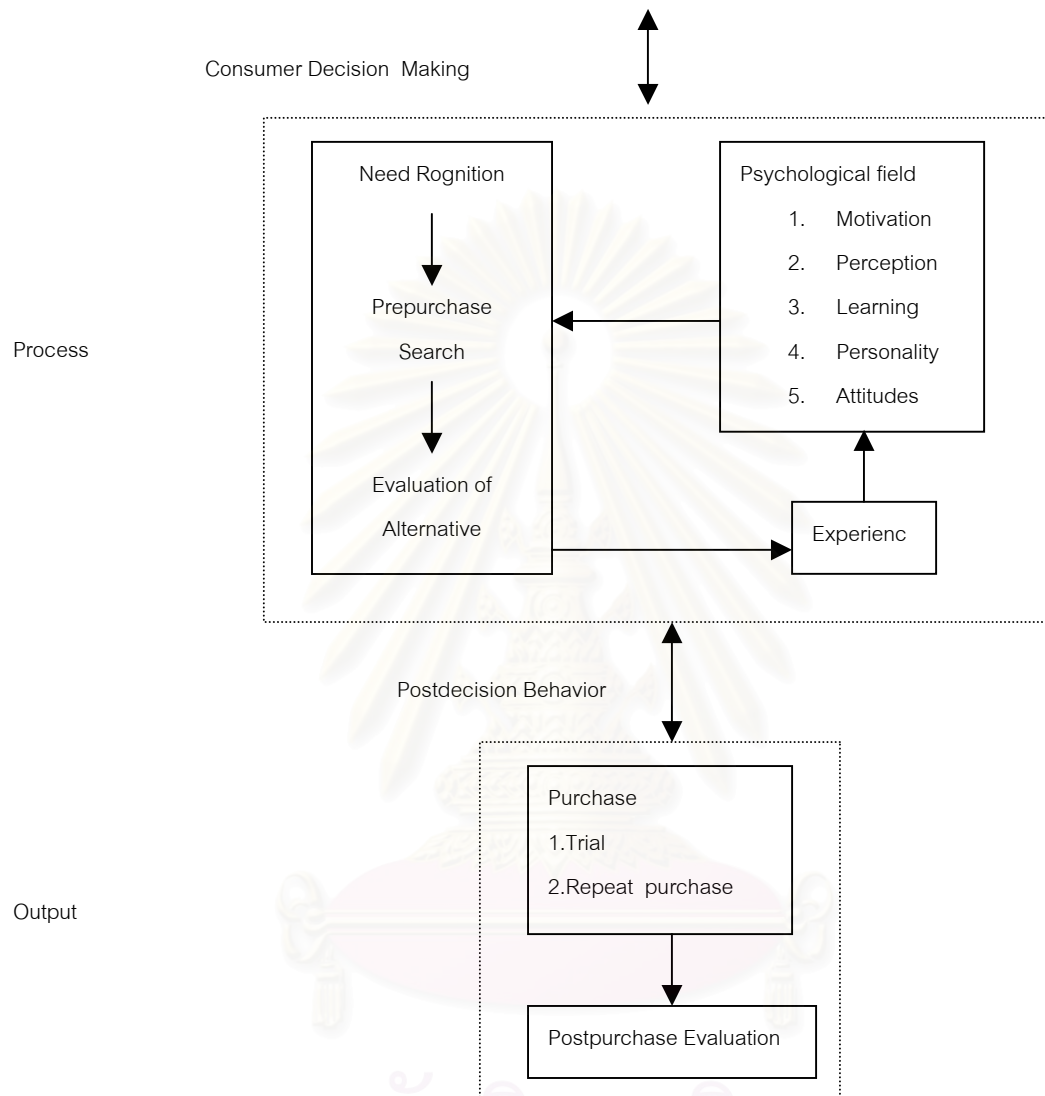 Consumer Decision Making
Need Rognition
Prepurchase
Search
Evaluation of
Alternative
Psychological field
1. Motivation
2. Perception
3. Learning
4. Personality
5. Attitudes
Experienc
Process
Postdecision Behavior
Purchase
1.Trial
2.Repeat purchase
Output
Postpurchase Evaluation